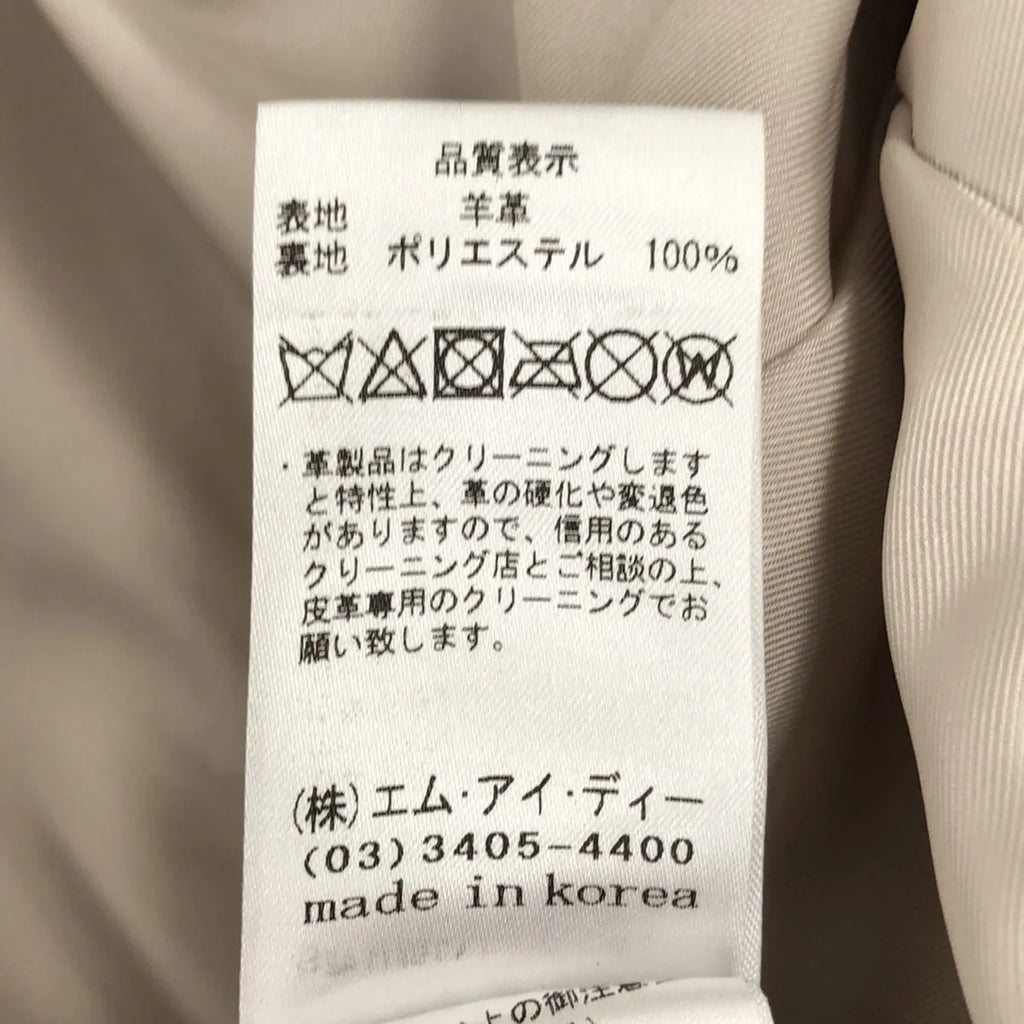 品質表示
表地 羊革
裏地 ポリエステル 100%
W
・革製品はクリーニングします
と特性上、革の硬化や変退色
がありますので、信用のある
クリーニング店とご相談の上、
皮革専用のクリーニングでお
願い致します。
(株)エム・アイ・ディー
(03)3405-4400
made in korea
上の御注意